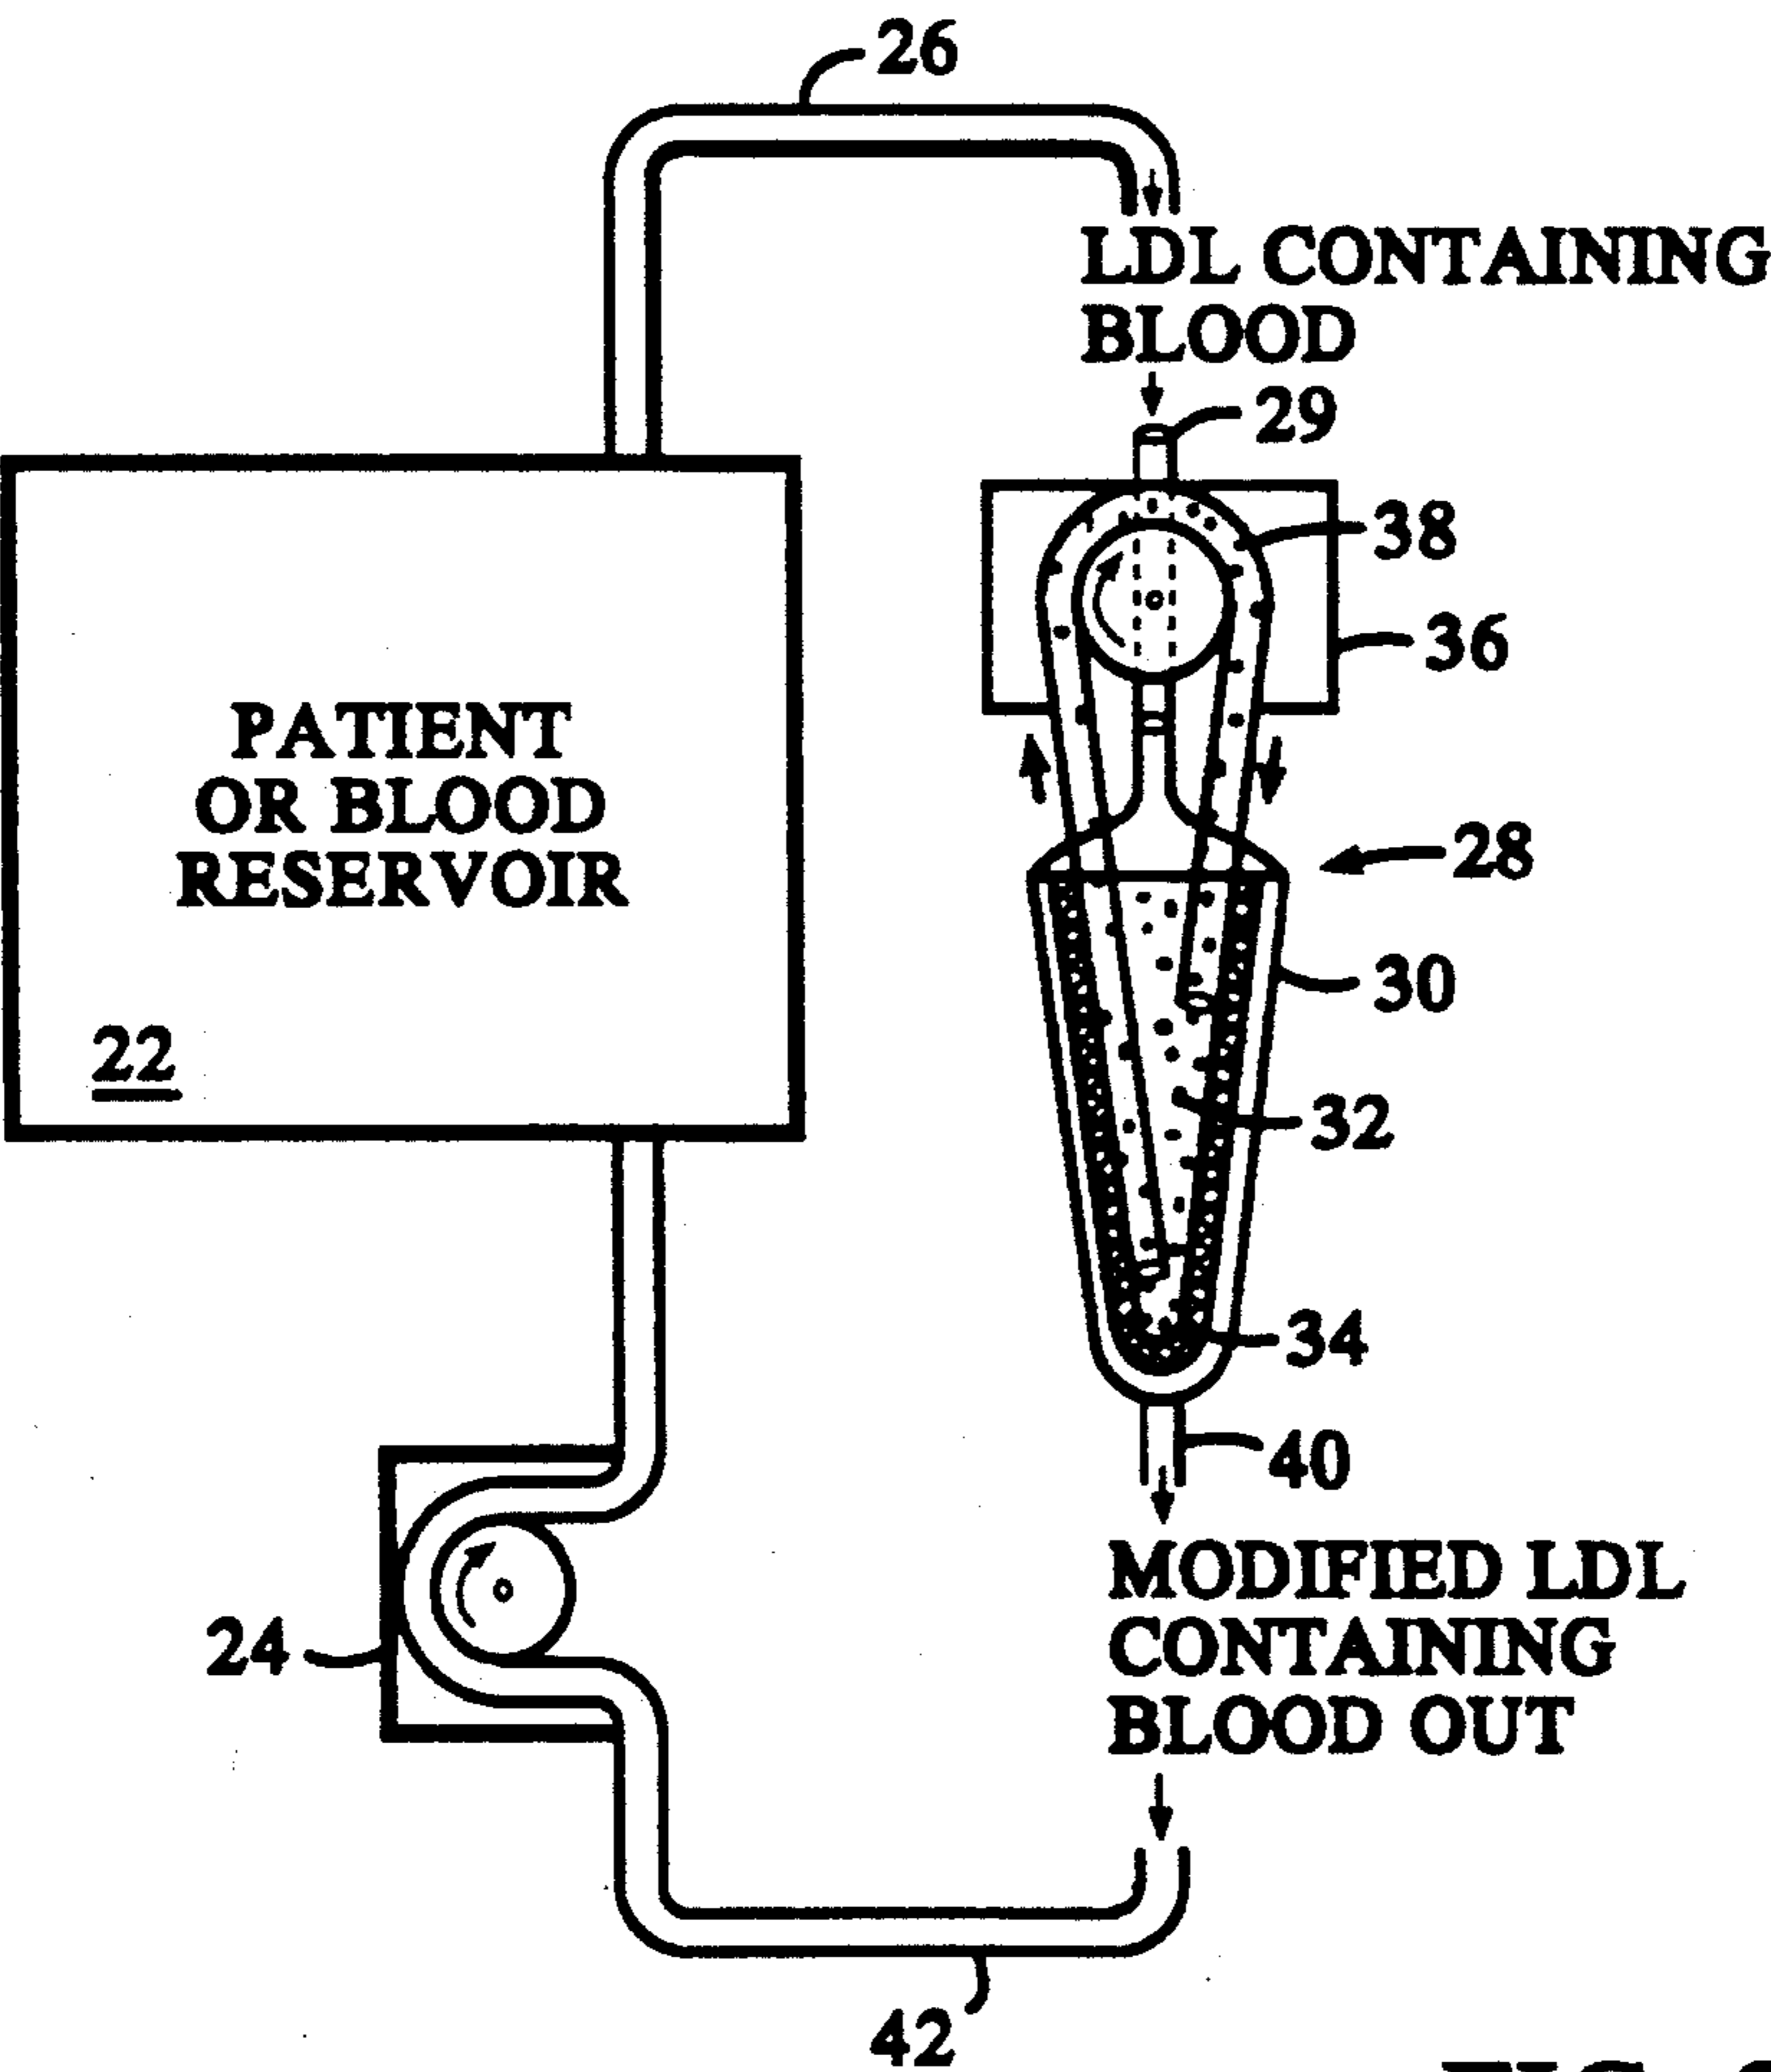 26
LDL CONTAINING
BLOOD
29
38
36
PATIENT
OR BLOOD
RESERVOIR
28
30
22
32
34
40
MODIFIED LDL
CONTAINING
BLOOD OUT
24
42